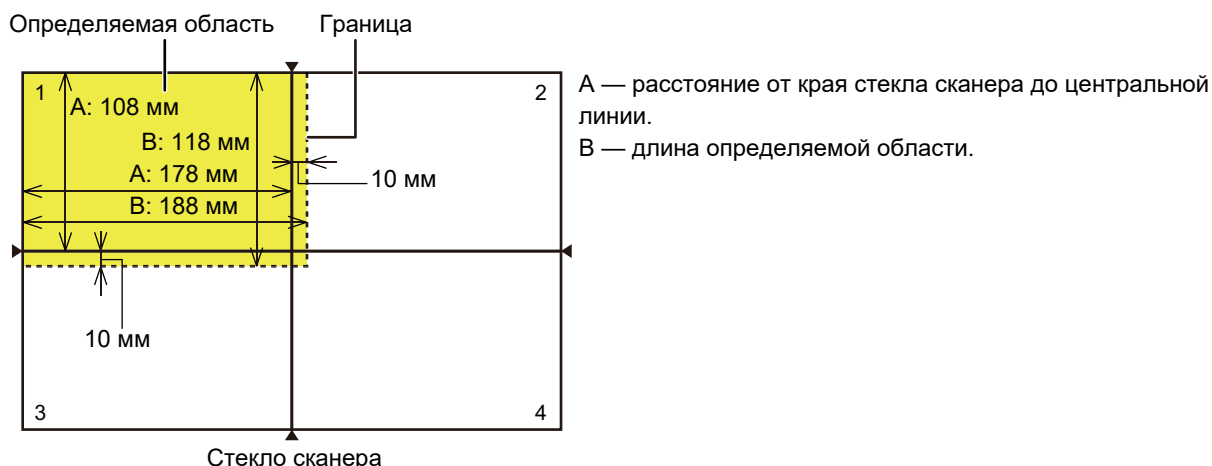 Определяемая область
Граница
1
2
A: 108 мм
B: 118 мм
A: 178 мм
10 мм
B: 188 мм
10 мм
3
4
Стекло сканера
A — расстояние от края стекла сканера до центральной
линии.
B — длина определяемой области.